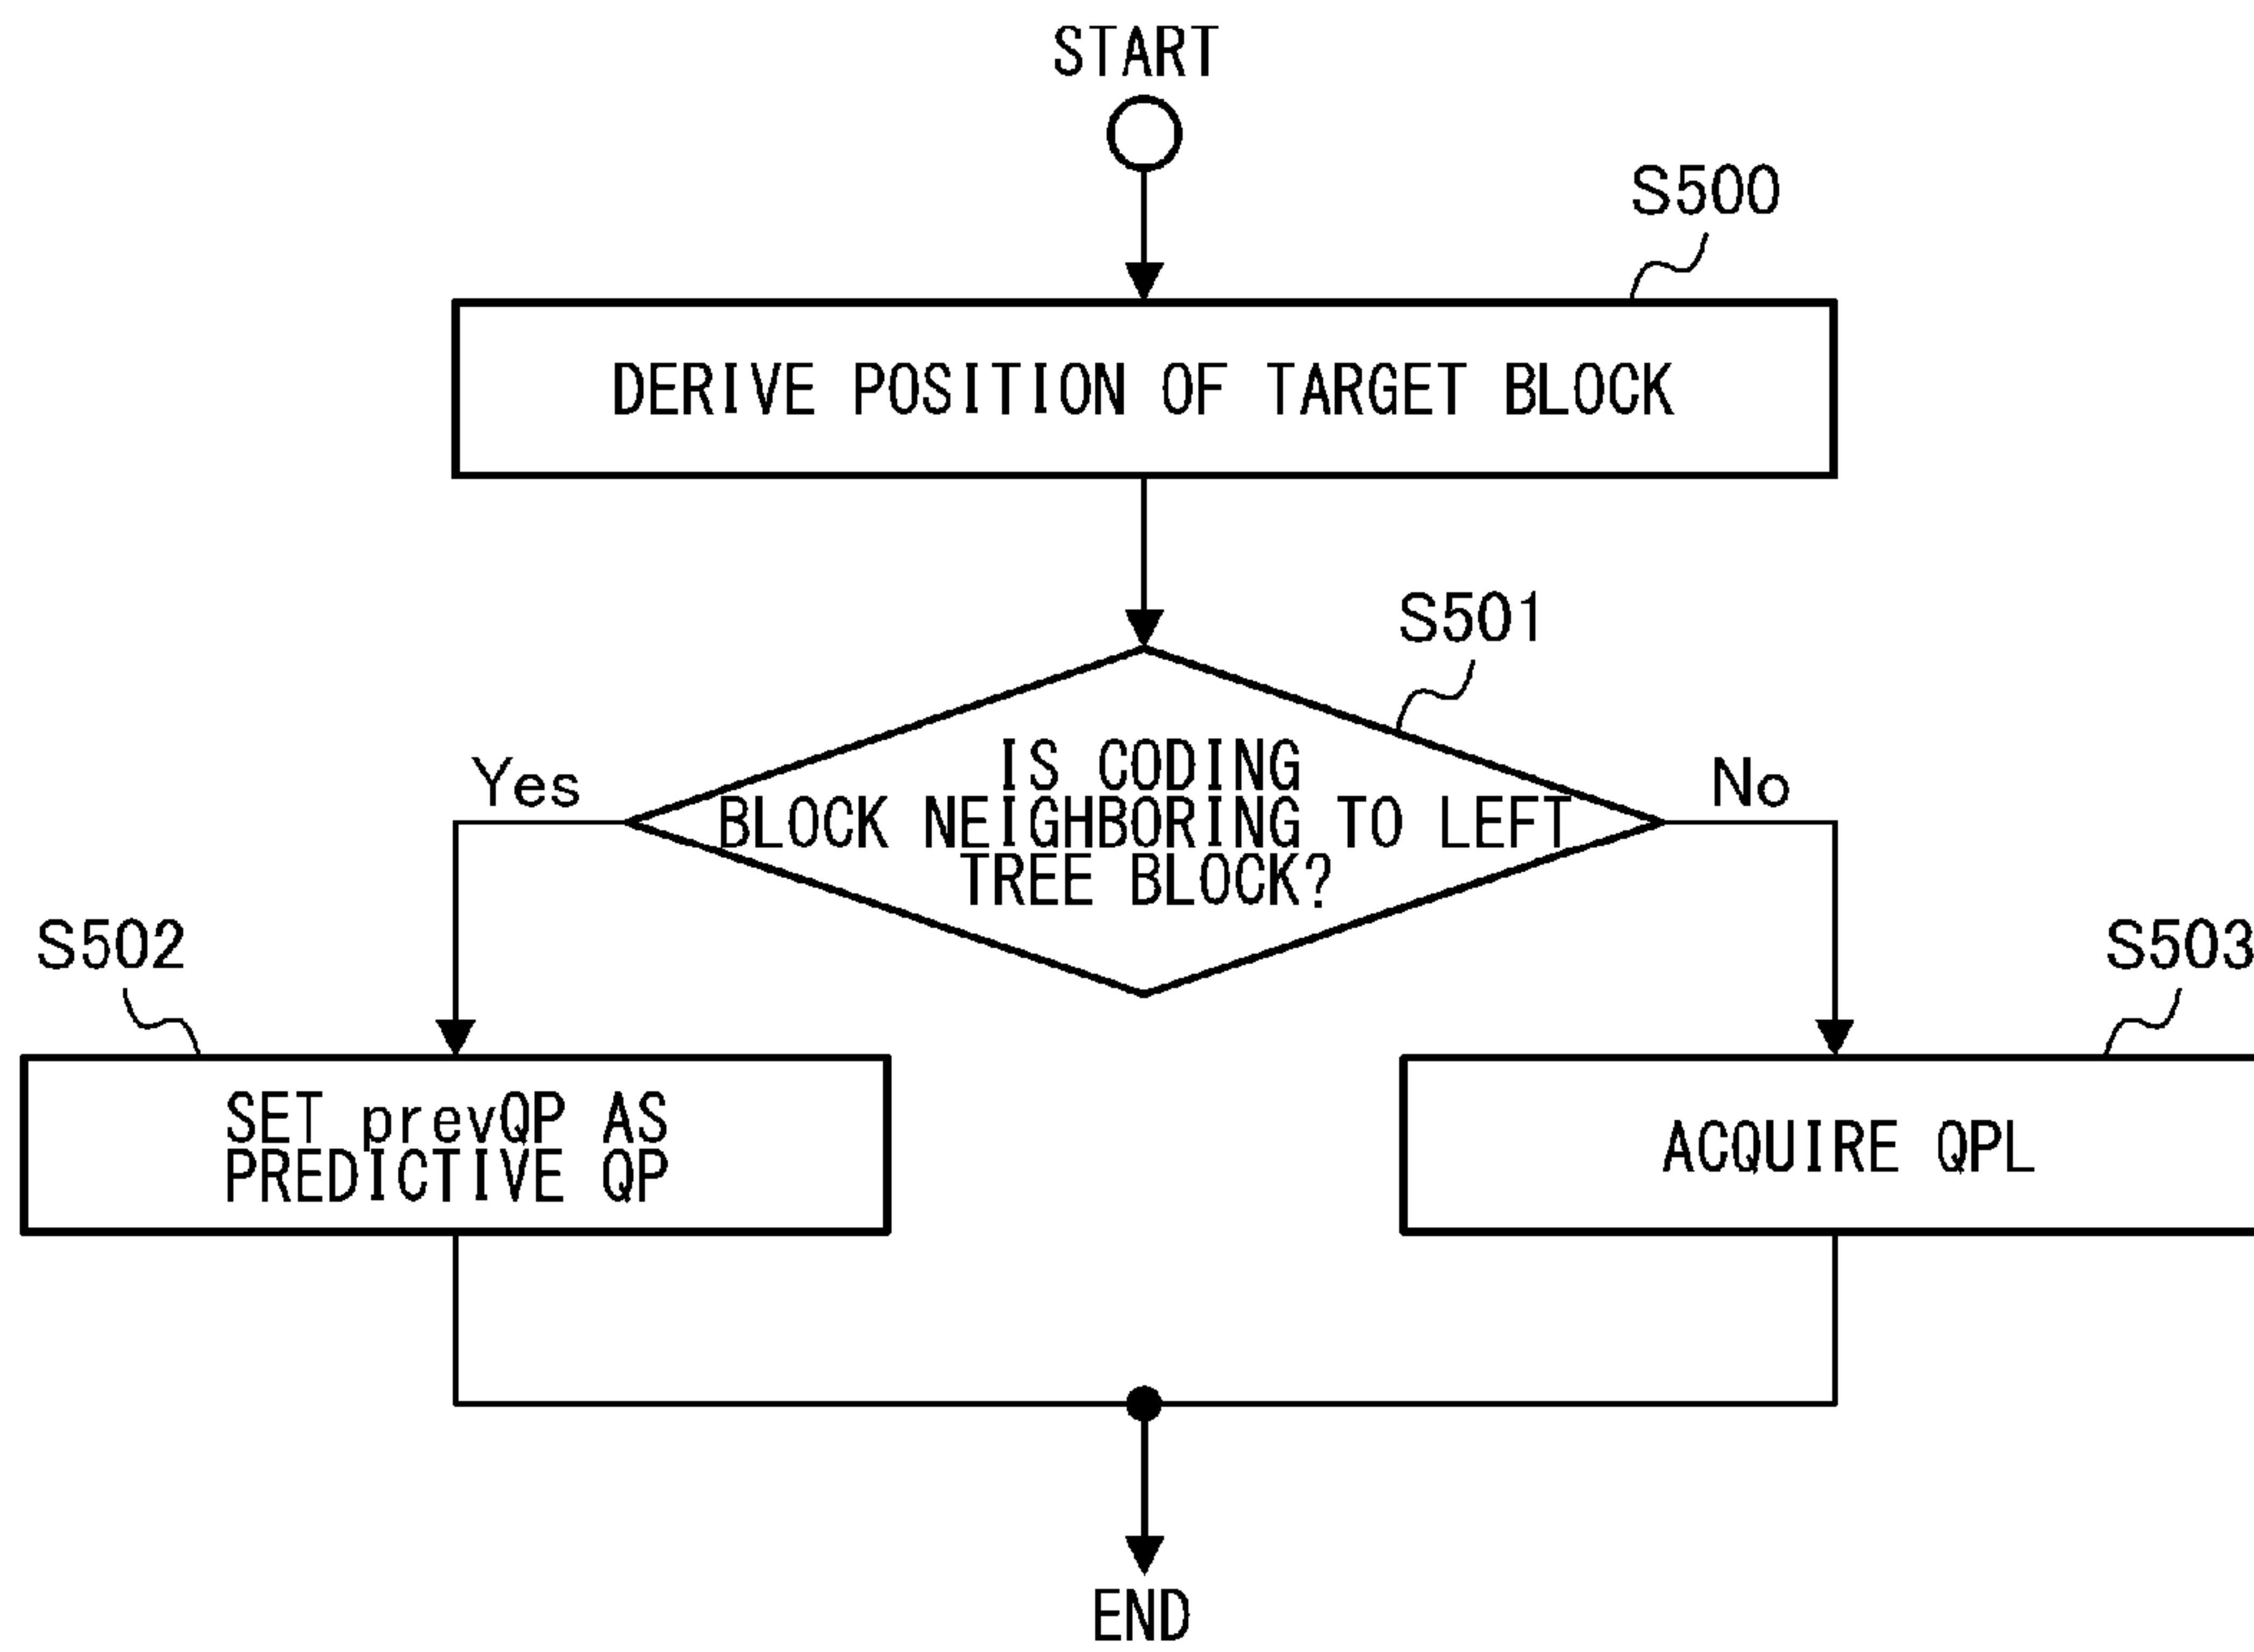 START
S500
DERIVE POSITION OF TARGET BLOCK
S501
IS CODING
BLOCK NEIGHBORING TO LEFT
TREE BLOCK?
Yes
No
S502
S503
SET prevQP AS
PREDICTIVE QP
ACQUIRE QPL
END